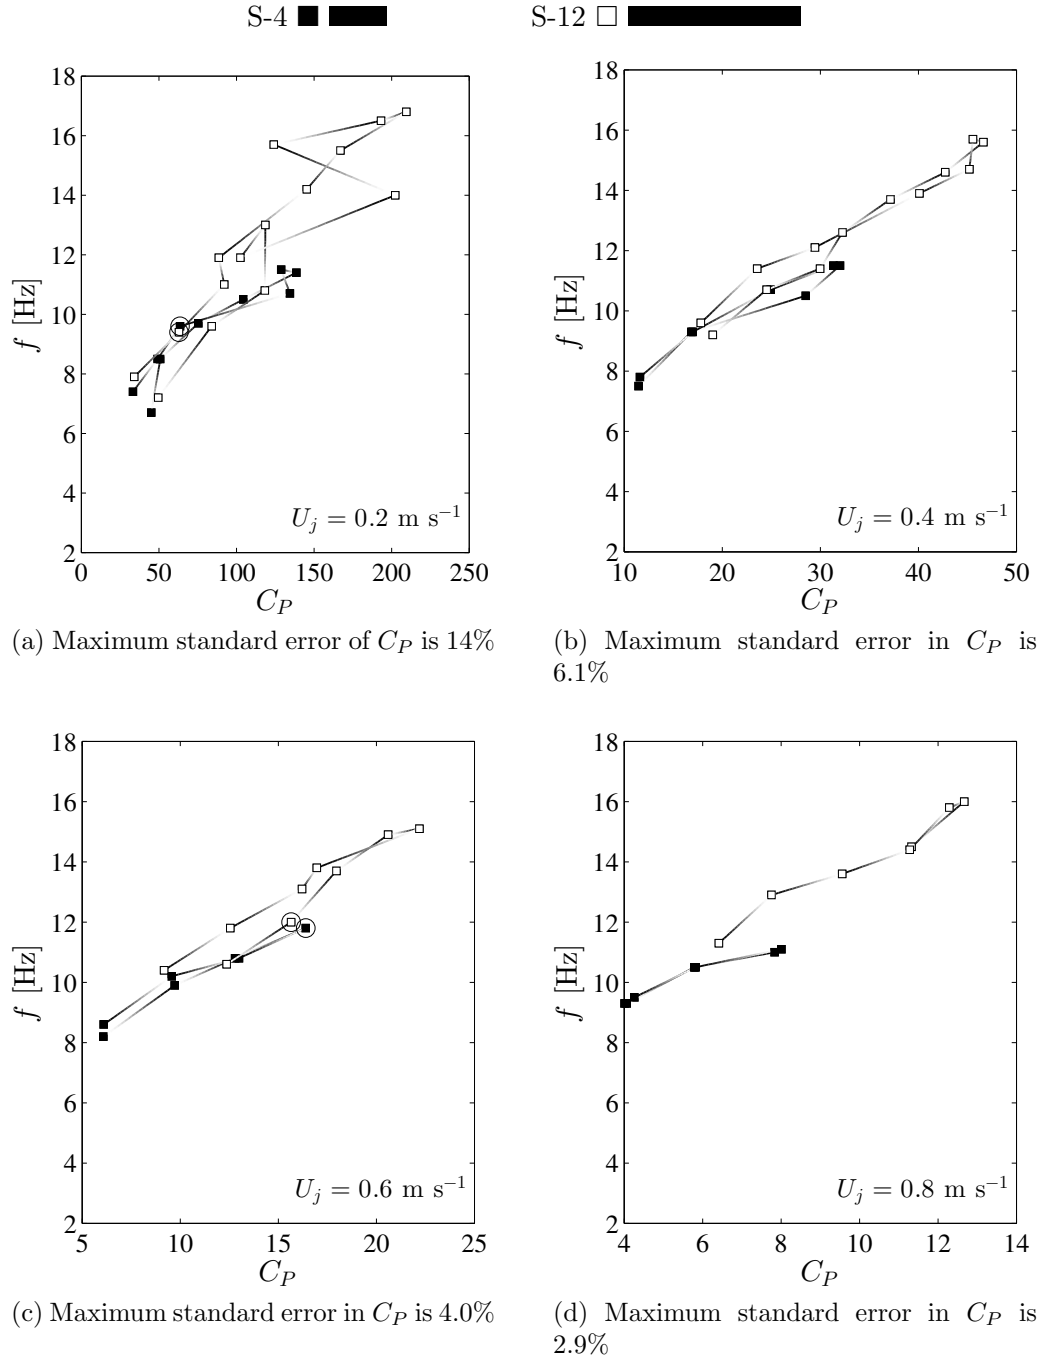 S-4 S-12
18
16
14
12
10
8
6
4
2
f [Hz]
0 50 100 150 200 250
C_P
U_j = 0.2 m s⁻¹
(a) Maximum standard error of C_P is 14%
18
16
14
12
10
8
6
4
2
f [Hz]
10 20 30 40 50
C_P
U_j = 0.4 m s⁻¹
(b) Maximum standard error in C_P is
6.1%
18
16
14
12
10
8
6
4
2
f [Hz]
5 10 15 20 25
C_P
U_j = 0.6 m s⁻¹
(c) Maximum standard error in C_P is 4.0%
18
16
14
12
10
8
6
4
2
f [Hz]
4 6 8 10 12 14
C_P
U_j = 0.8 m s⁻¹
(d) Maximum standard error in C_P is
2.9%